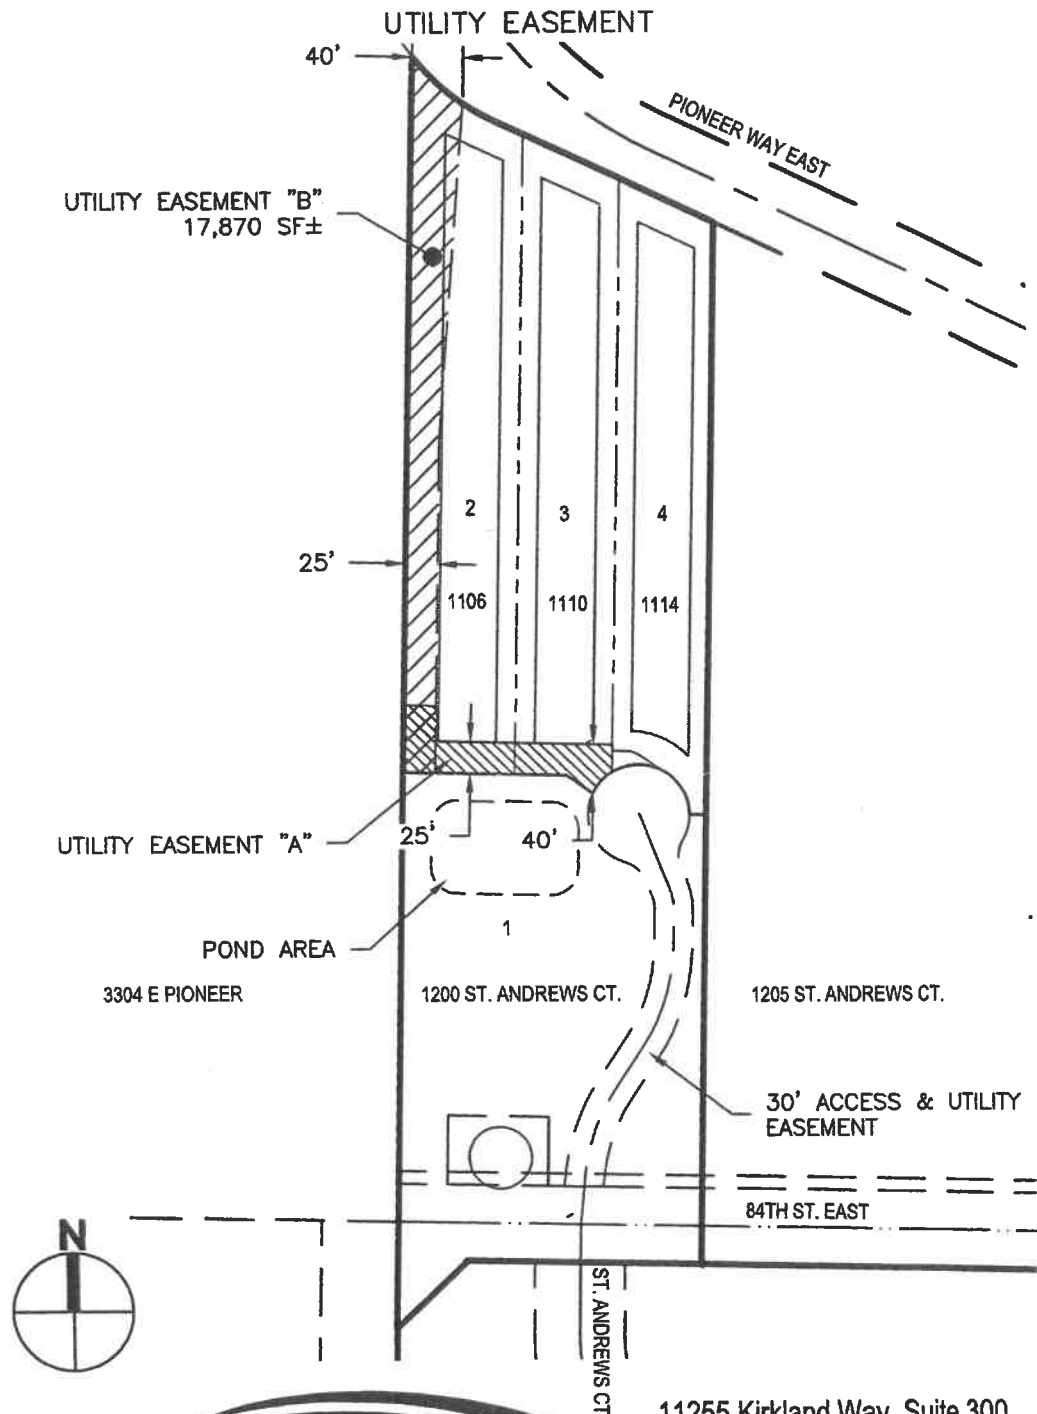 UTILITY EASEMENT
40'
PIONEER WAY EAST
UTILITY EASEMENT "B"
17,870 SF±
2
3
4
25'
1106
1110
1114
UTILITY EASEMENT "A"
25'
40'
POND AREA
1
3304 E PIONEER
1200 ST. ANDREWS CT.
1205 ST. ANDREWS CT.
30' ACCESS & UTILITY
EASEMENT
84TH ST. EAST
N
ST. ANDREWS CT
11255 Kirkland Way, Suite 300